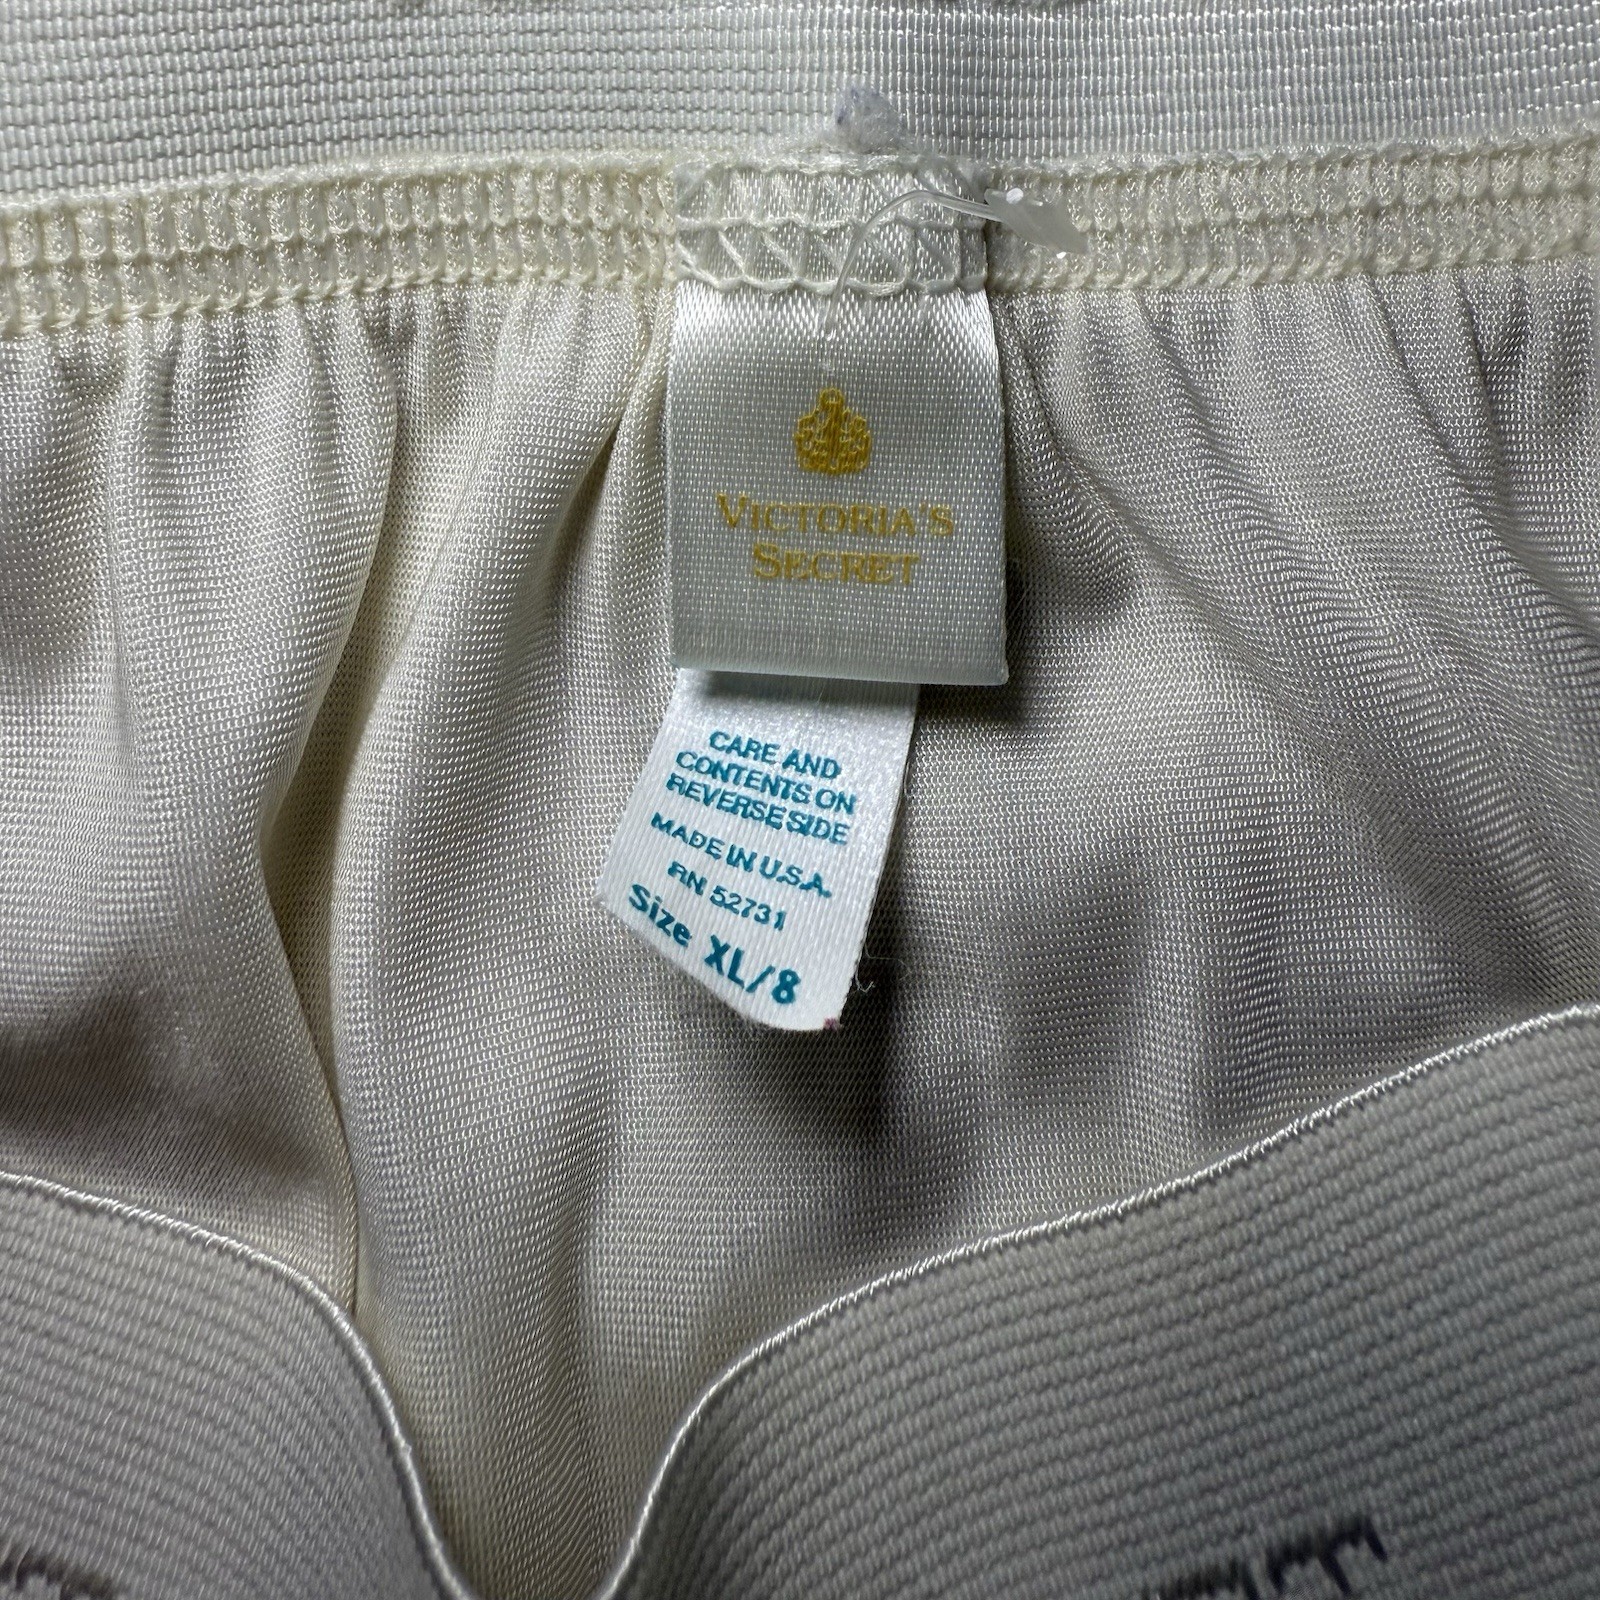 VICTORIA'S
SECRET
CARE AND
CONTENTS ON
REVERSE SIDE
MADE IN U.S.A.
RN 52731
Size XL/8